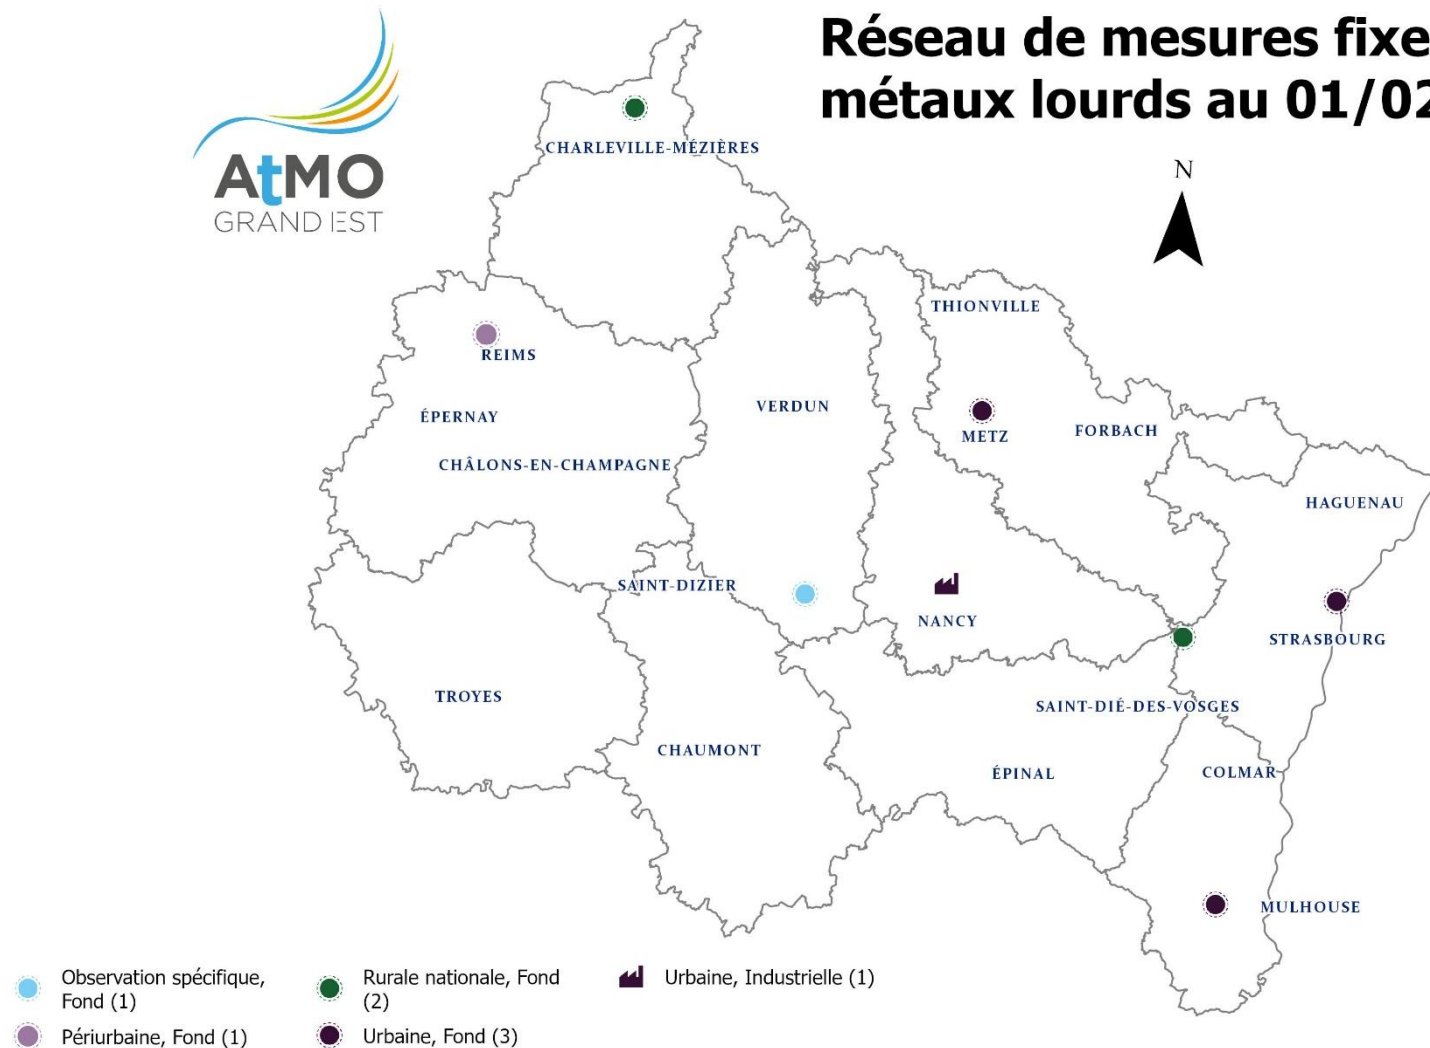 Réseau de mesures fixe
métaux lourds au 01/02
AtMO
GRAND EST
N
CHARLEVILLE-MÉZIÈRES
THIONVILLE
REIMS
VERDUN
ÉPERNAY
METZ
FORBACH
CHÂLONS-EN-CHAMPAGNE
HAGUENAU
SAINT-DIZIER
NANCY
STRASBOURG
TROYES
SAINT-DIÉ-DES-VOSGES
CHAUMONT
ÉPINAL
COLMAR
MULHOUSE
Observation spécifique,
Fond (1)
Périurbaine, Fond (1)
Rurale nationale, Fond
(2)
Urbaine, Fond (3)
Urbaine, Industrielle (1)